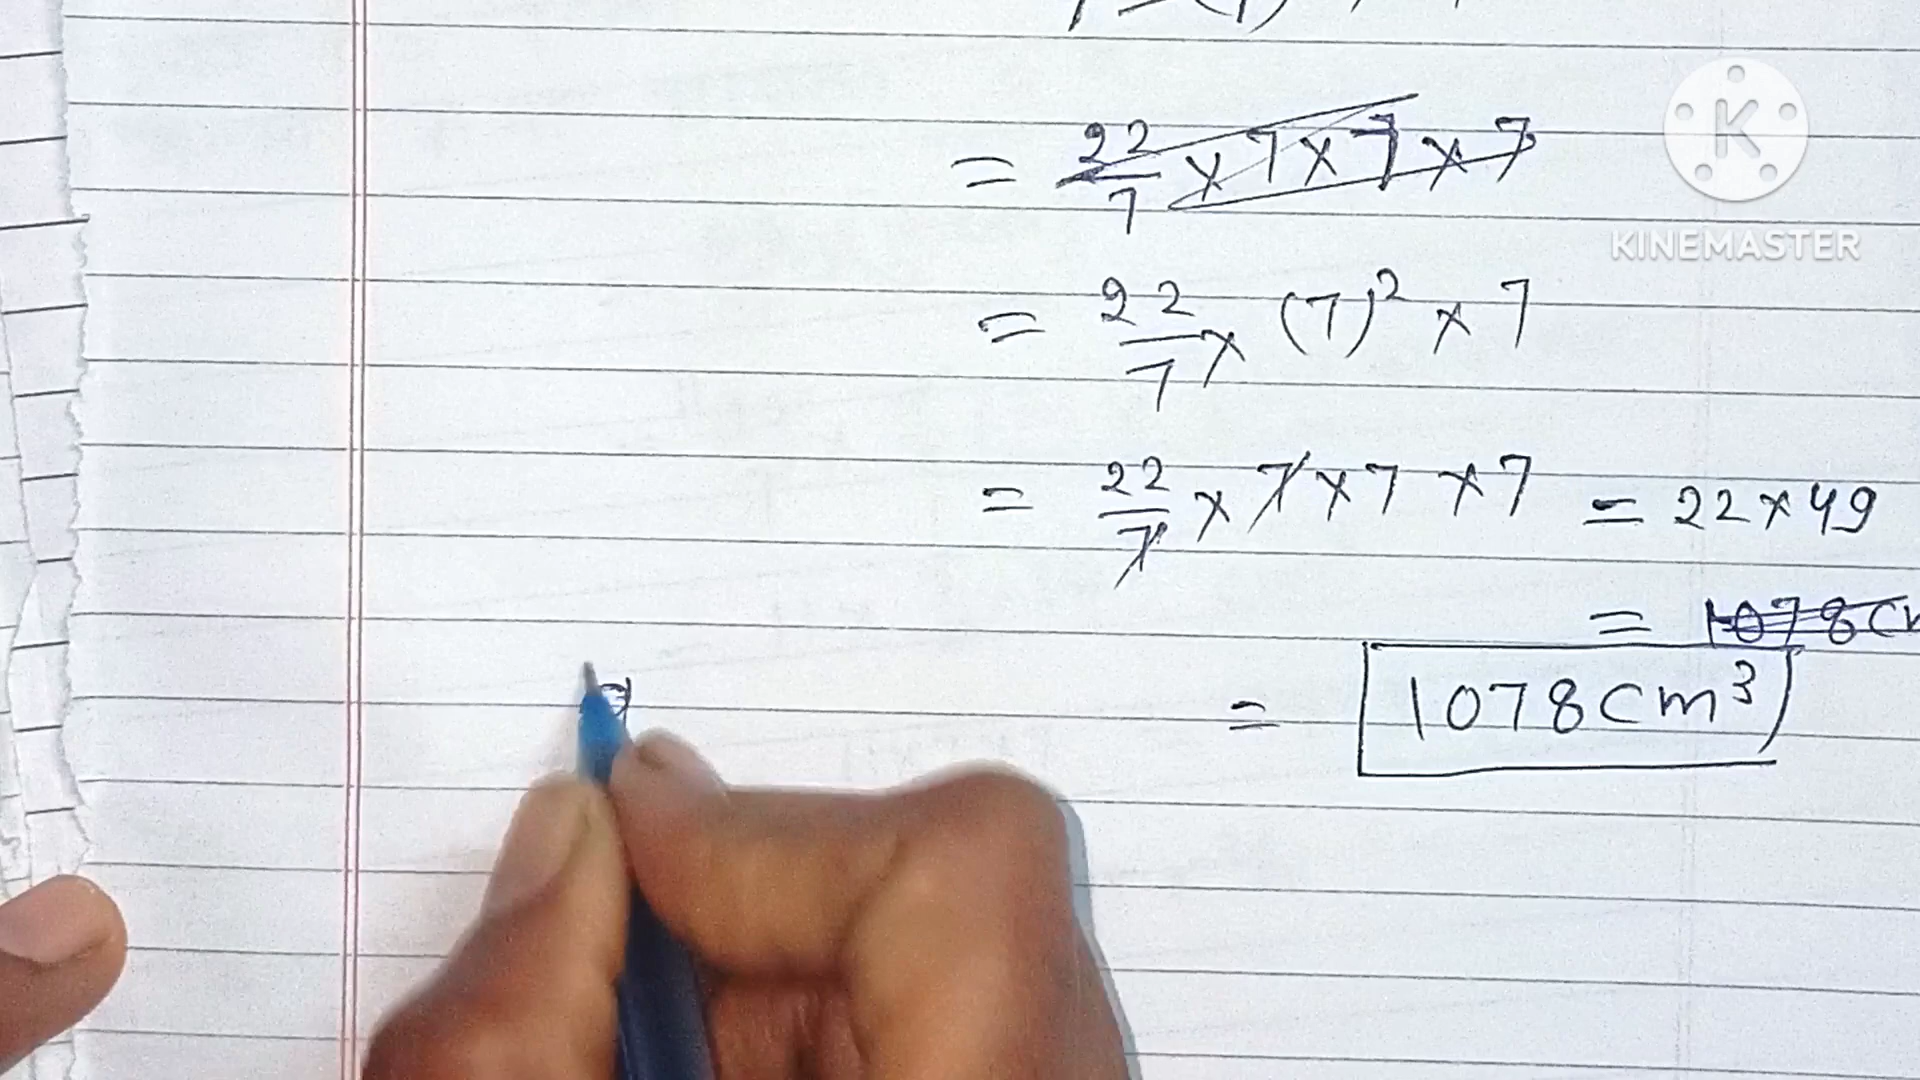 = 22/7 × 7 × 7 × 7
K
KINEMASTER
= 22/7 × (7)² × 7
= 22/7 × 7 × 7 × 7 = 22 × 49
= 1078 c
= 1078 cm³